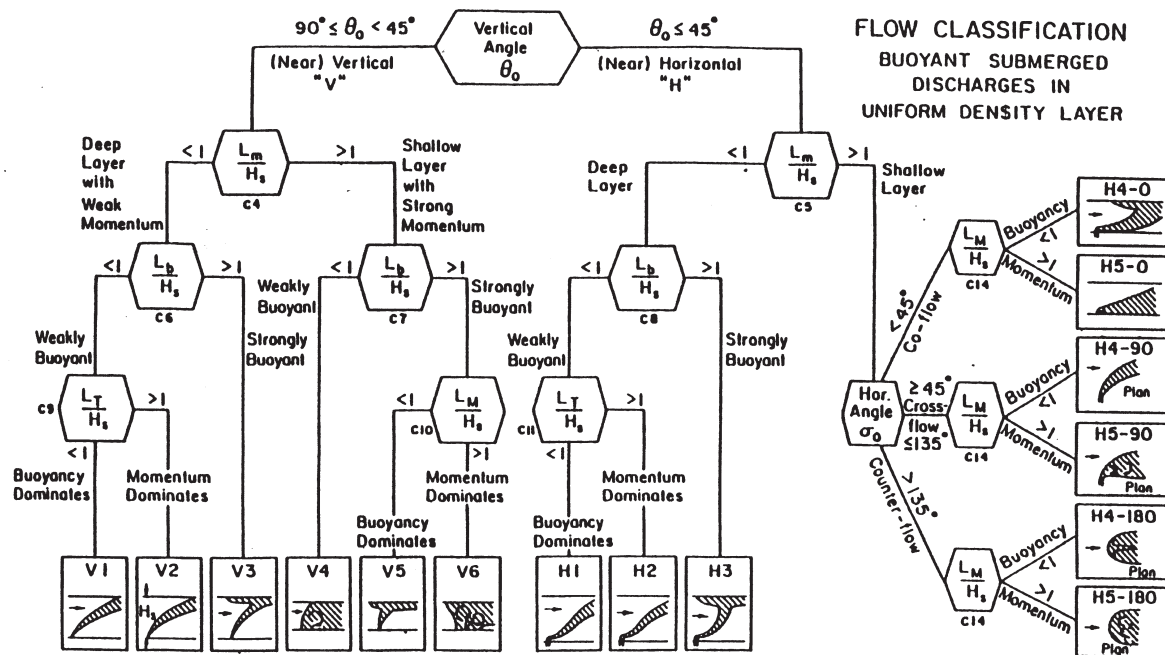 FLOW CLASSIFICATION
BUOYANT SUBMERGED
DISCHARGES IN
UNIFORM DENSITY LAYER
90° ≤ θo < 45°
(Near) Vertical
"V"
Vertical
Angle
θo
θo ≤ 45°
(Near) Horizontal
"H"
Deep
Layer
with
Weak
Momentum
<1
Lm
Hs
C4
>1
Shallow
Layer
with
Strong
Momentum
Deep
Layer
<1
Lm
Hs
C5
>1
Shallow
Layer
<1
Lb
Hs
C6
>1
Weakly
Buoyant
Strongly
Buoyant
<1
Lb
Hs
C7
>1
Weakly
Buoyant
Strongly
Buoyant
<1
Lb
Hs
C8
>1
Weakly
Buoyant
Strongly
Buoyant
C9
LT
Hs
>1
<1
Buoyancy
Dominates
Momentum
Dominates
<1
LM
Hs
C10
>1
Momentum
Dominates
Buoyancy
Dominates
C11
LT
Hs
>1
<1
Momentum
Dominates
Buoyancy
Dominates
Hor.
Angle
σo
<45°
Co-flow
≥45°
Cross-
flow
≤135°
>135°
Counter-flow
LM
Hs
C14
Buoyancy
<1
>1
Momentum
H4-0
H5-0
LM
Hs
C14
Buoyancy
<1
>1
Momentum
H4-90
Plan
H5-90
Plan
LM
Hs
C14
Buoyancy
<1
>1
Momentum
H4-180
Plan
H5-180
Plan
V1
V2
Hs
V3
V4
V5
V6
H1
H2
H3